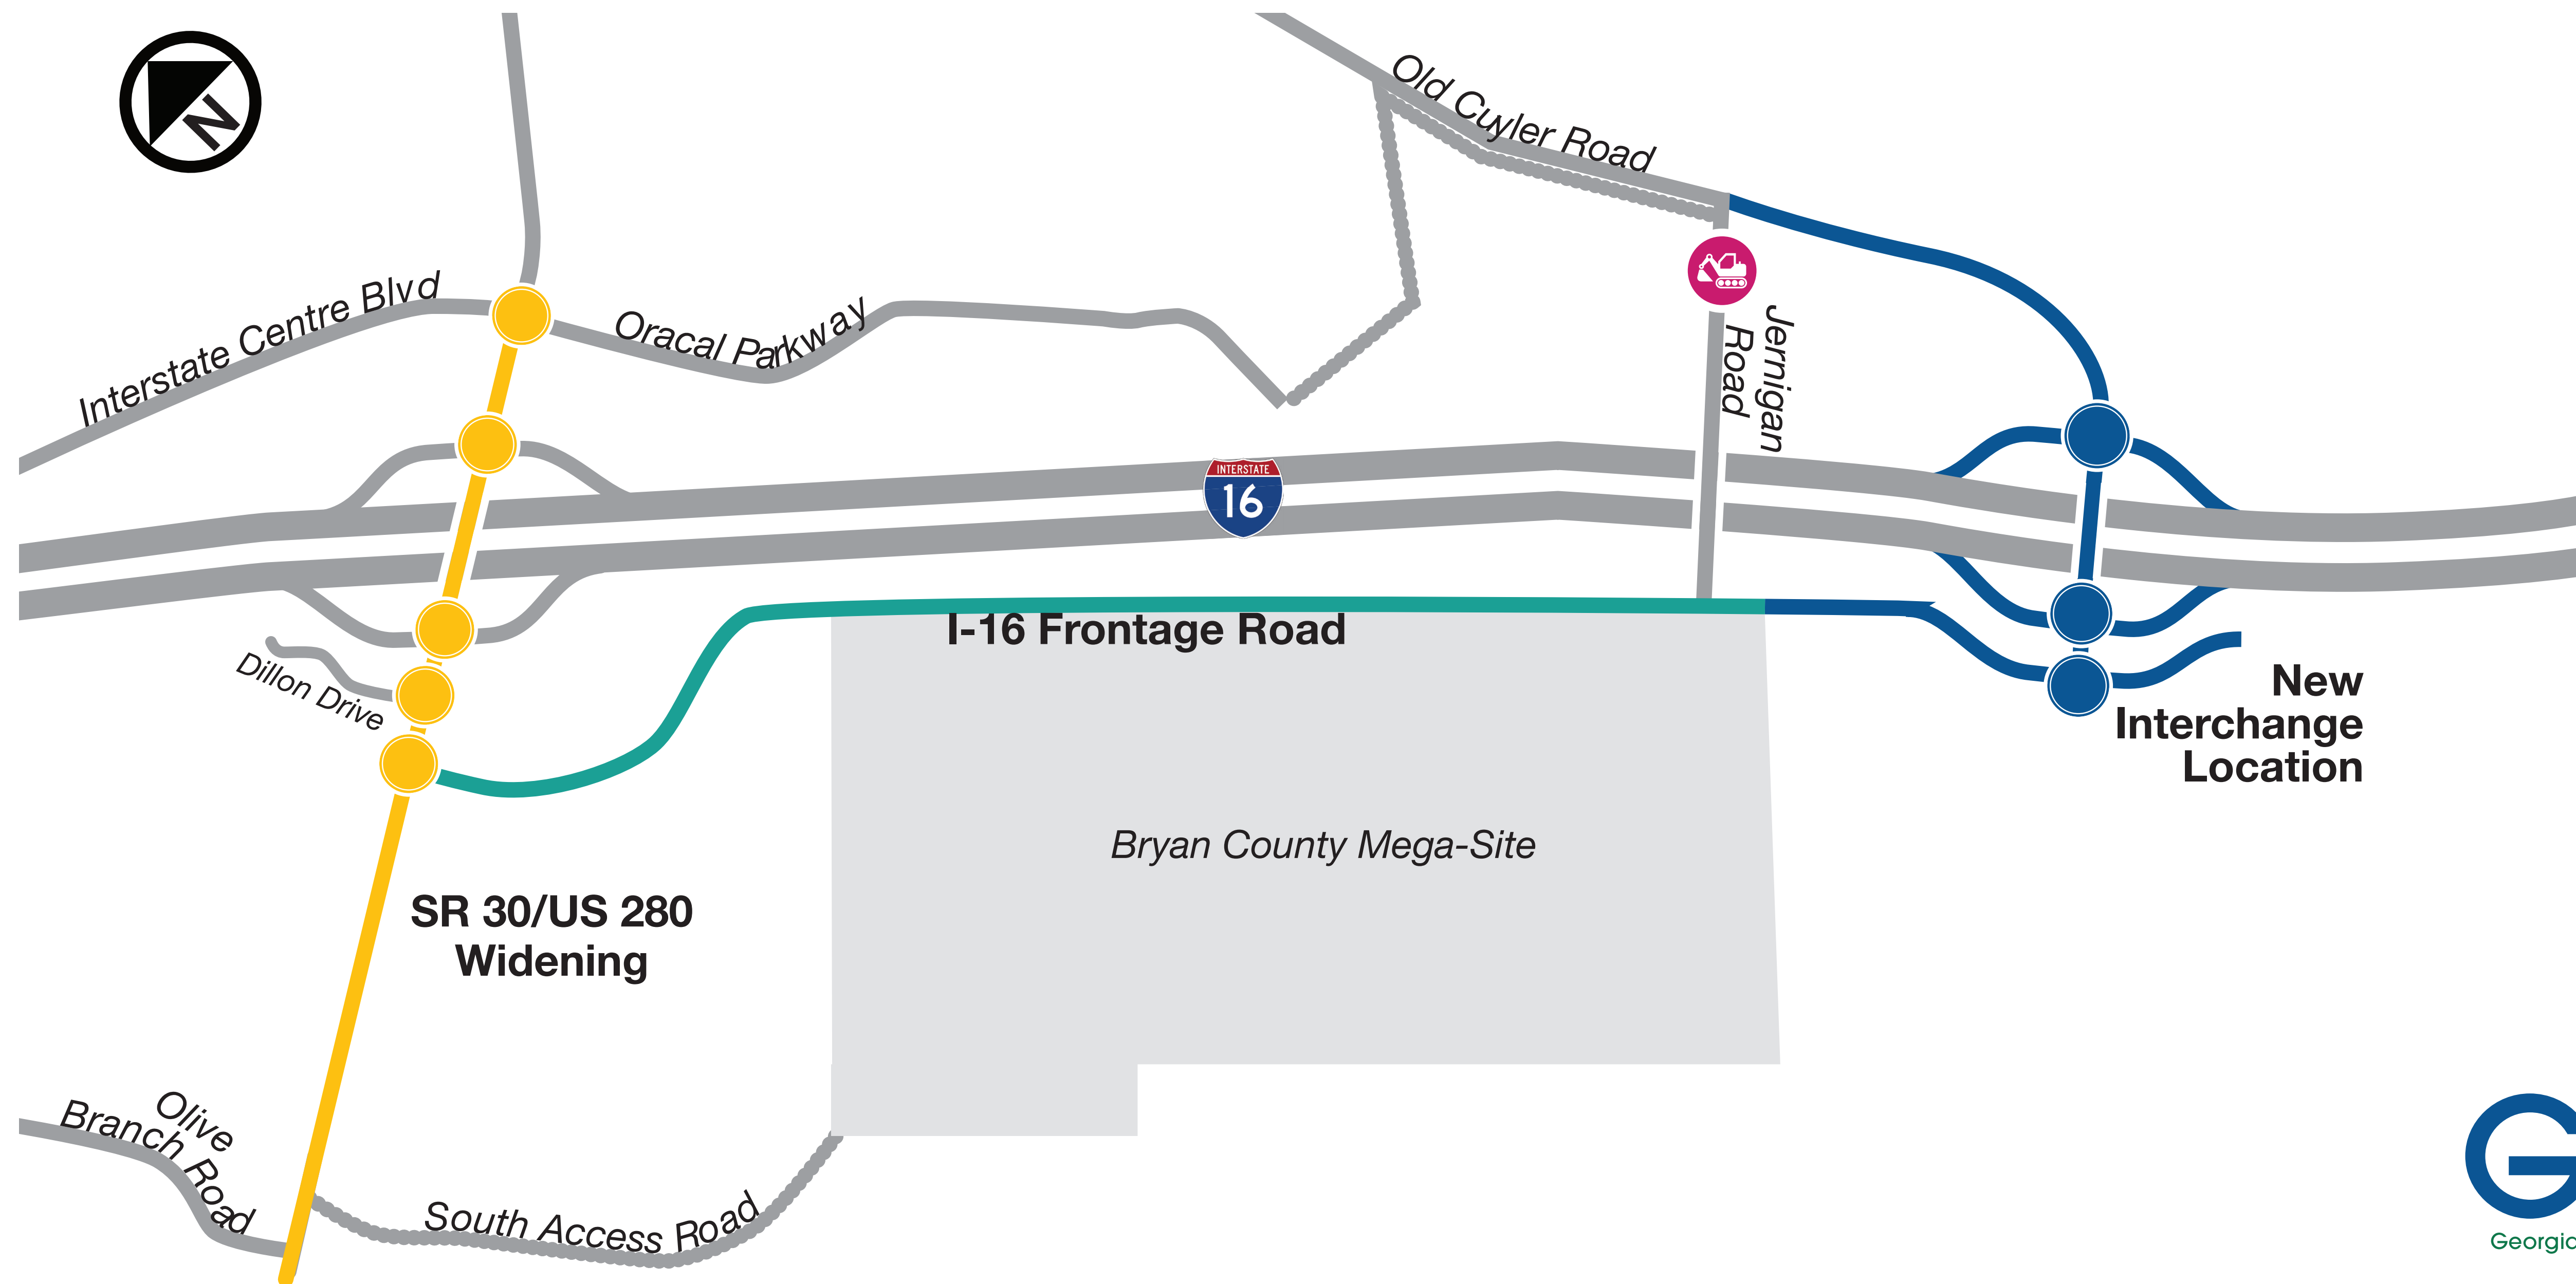 N
Old Cuyler Road
Interstate Centre Blvd
Oracal Parkway
Jernigan
Road
INTERSTATE
16
I-16 Frontage Road
Dillon Drive
New
Interchange
Location
Bryan County Mega-Site
SR 30/US 280
Widening
Olive
Branch Road
South Access Road
G